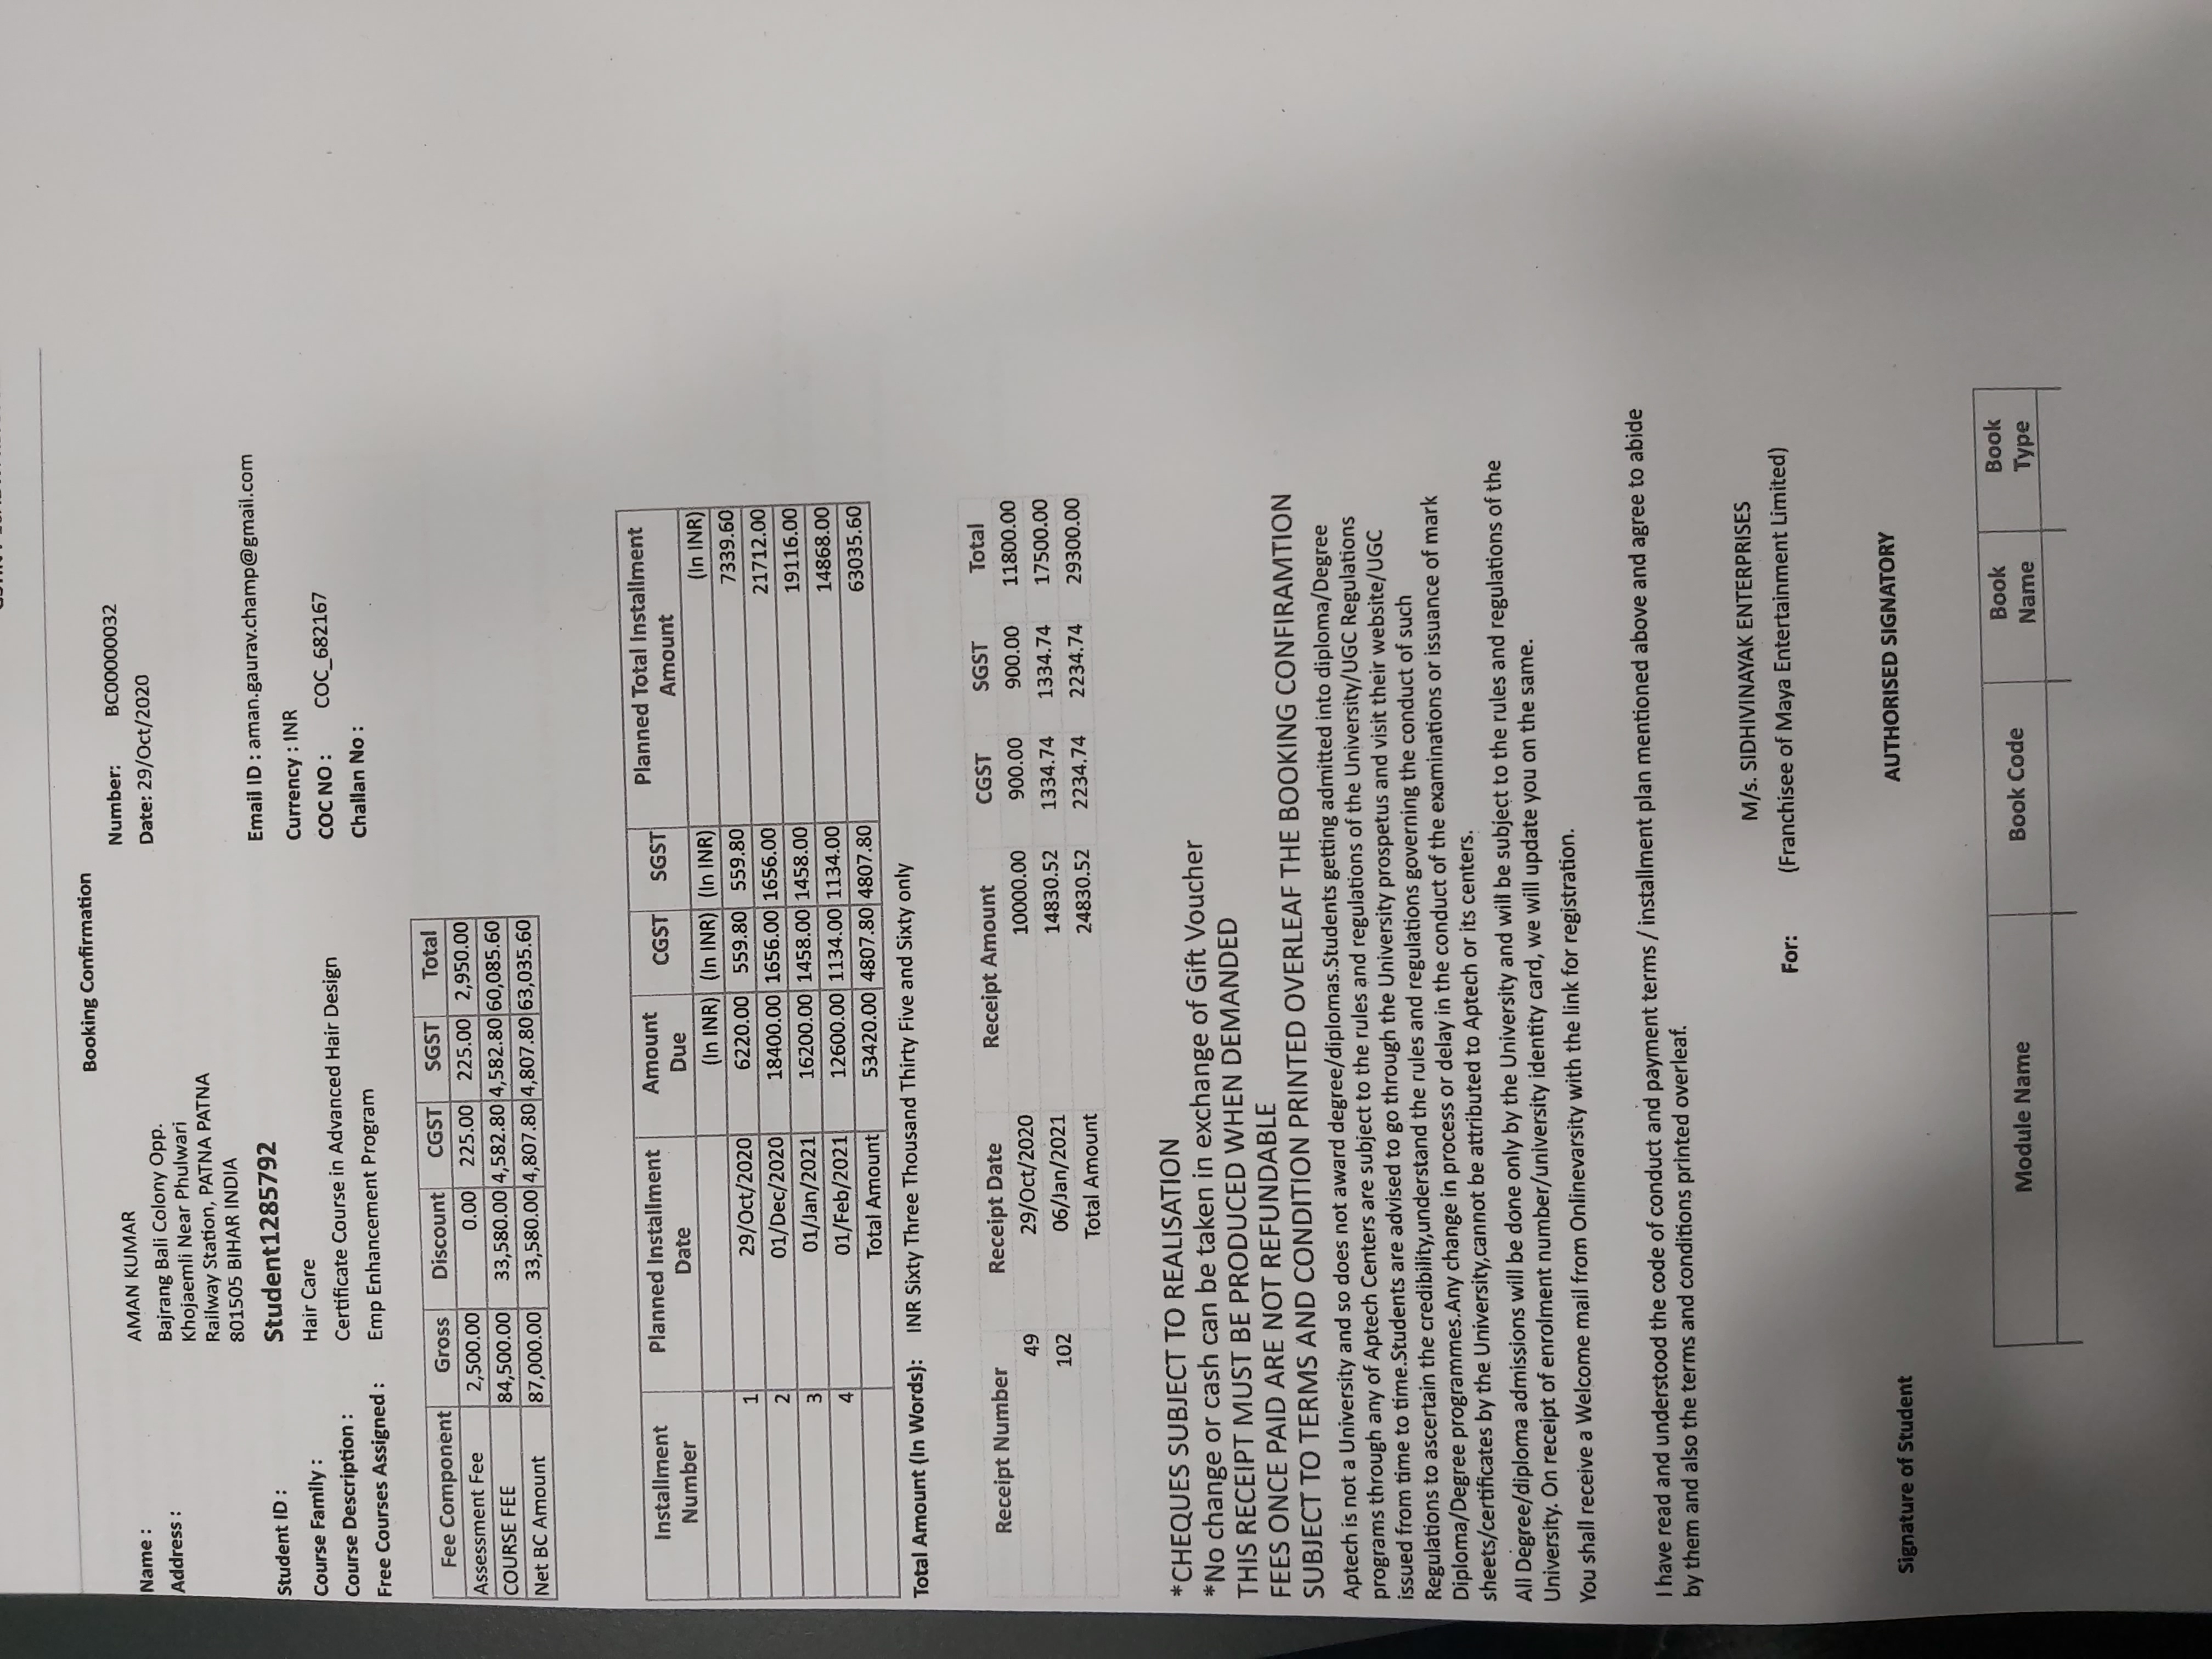 Booking Confirmation
Name : AMAN KUMAR Number: BC00000032
Address : Bajrang Bali Colony Opp. Date: 29/Oct/2020
Khojaemli Near Phulwari
Railway Station, PATNA PATNA
801505 BIHAR INDIA
Student ID : Student1285792 Email ID : aman.gaurav.champ@gmail.com
Course Family : Hair Care Currency : INR
Course Description : Certificate Course in Advanced Hair Design COC NO : COC_682167
Free Courses Assigned : Emp Enhancement Program Challan No :
Fee Component Gross Discount CGST SGST Total
Assessment Fee 2,500.00 0.00 225.00 225.00 2,950.00
COURSE FEE 84,500.00 33,580.00 4,582.80 4,582.80 60,085.60
Net BC Amount 87,000.00 33,580.00 4,807.80 4,807.80 63,035.60
Installment Planned Installment Amount CGST SGST Planned Total Installment
Number Date Due Amount
(In INR) (In INR) (In INR) (In INR)
1 29/Oct/2020 6220.00 559.80 559.80 7339.60
2 01/Dec/2020 18400.00 1656.00 1656.00 21712.00
3 01/Jan/2021 16200.00 1458.00 1458.00 19116.00
4 01/Feb/2021 12600.00 1134.00 1134.00 14868.00
Total Amount 53420.00 4807.80 4807.80 63035.60
Total Amount (In Words): INR Sixty Three Thousand Thirty Five and Sixty only
Receipt Number Receipt Date Receipt Amount CGST SGST Total
49 29/Oct/2020 10000.00 900.00 900.00 11800.00
102 06/Jan/2021 14830.52 1334.74 1334.74 17500.00
Total Amount 24830.52 2234.74 2234.74 29300.00
*CHEQUES SUBJECT TO REALISATION
*No change or cash can be taken in exchange of Gift Voucher
THIS RECEIPT MUST BE PRODUCED WHEN DEMANDED
FEES ONCE PAID ARE NOT REFUNDABLE
SUBJECT TO TERMS AND CONDITION PRINTED OVERLEAF THE BOOKING CONFIRAMTION
Aptech is not a University and so does not award degree/diplomas.Students getting admitted into diploma/Degree
programs through any of Aptech Centers are subject to the rules and regulations of the University/UGC Regulations
issued from time to time.Students are advised to go through the University prospetus and visit their website/UGC
Regulations to ascertain the credibility,understand the rules and regulations governing the conduct of such
Diploma/Degree programmes.Any change in process or delay in the conduct of the examinations or issuance of mark
sheets/certificates by the University,cannot be attributed to Aptech or its centers.
All Degree/diploma admissions will be done only by the University and will be subject to the rules and regulations of the
University. On receipt of enrolment number/university identity card, we will update you on the same.
You shall receive a Welcome mail from Onlinevarsity with the link for registration.
I have read and understood the code of conduct and payment terms / installment plan mentioned above and agree to abide
by them and also the terms and conditions printed overleaf.
M/s. SIDHIVINAYAK ENTERPRISES
For: (Franchisee of Maya Entertainment Limited)
Signature of Student AUTHORISED SIGNATORY
Module Name Book Code Book Book
Name Type